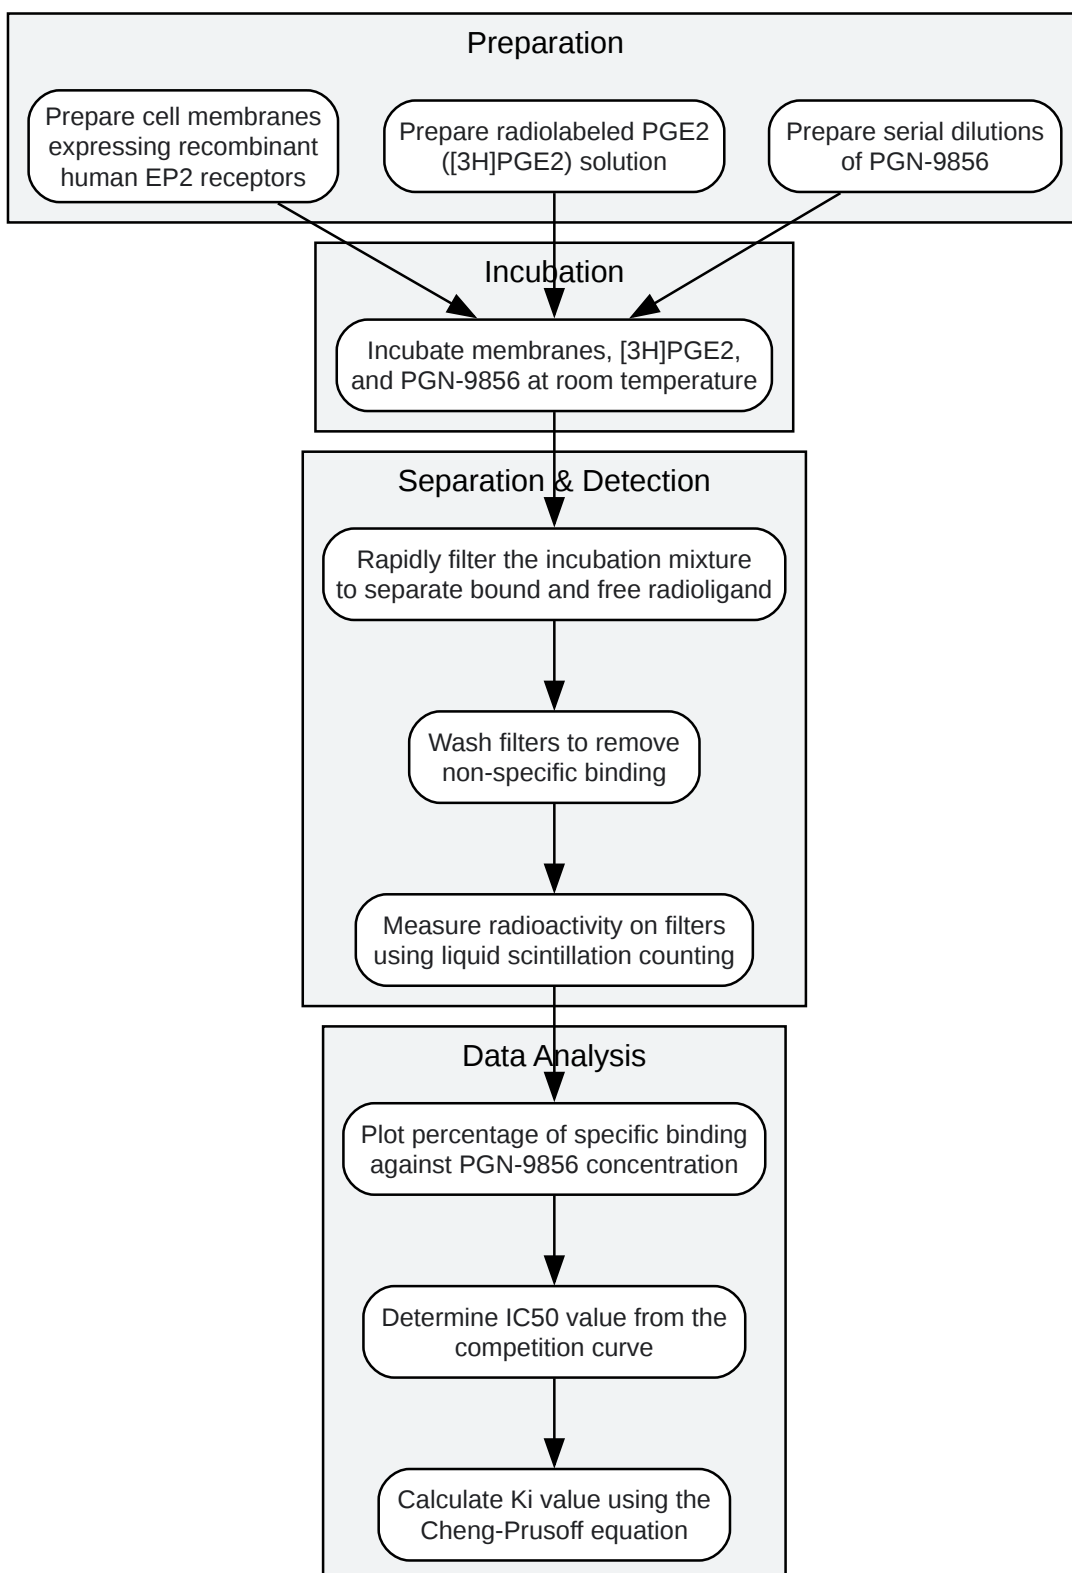 Preparation
Prepare cell membranes
expressing recombinant
human EP2 receptors
Prepare radiolabeled PGE2
([3H]PGE2) solution
Prepare serial dilutions
of PGN-9856
Incubation
Incubate membranes, [3H]PGE2,
and PGN-9856 at room temperature
Separation & Detection
Rapidly filter the incubation mixture
to separate bound and free radioligand
Wash filters to remove
non-specific binding
Measure radioactivity on filters
using liquid scintillation counting
Data Analysis
Plot percentage of specific binding
against PGN-9856 concentration
Determine IC50 value from the
competition curve
Calculate Ki value using the
Cheng-Prusoff equation